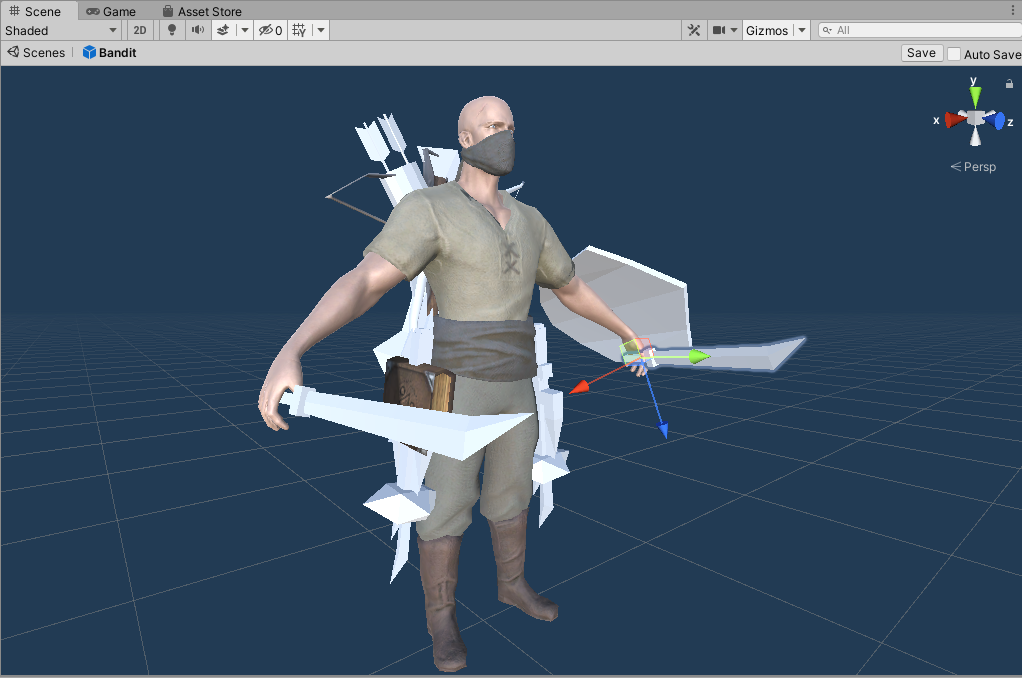 Scene Game Asset Store
Shaded 2D 0 Gizmos All
Scenes Bandit Save Auto Save
y
x z
Persp